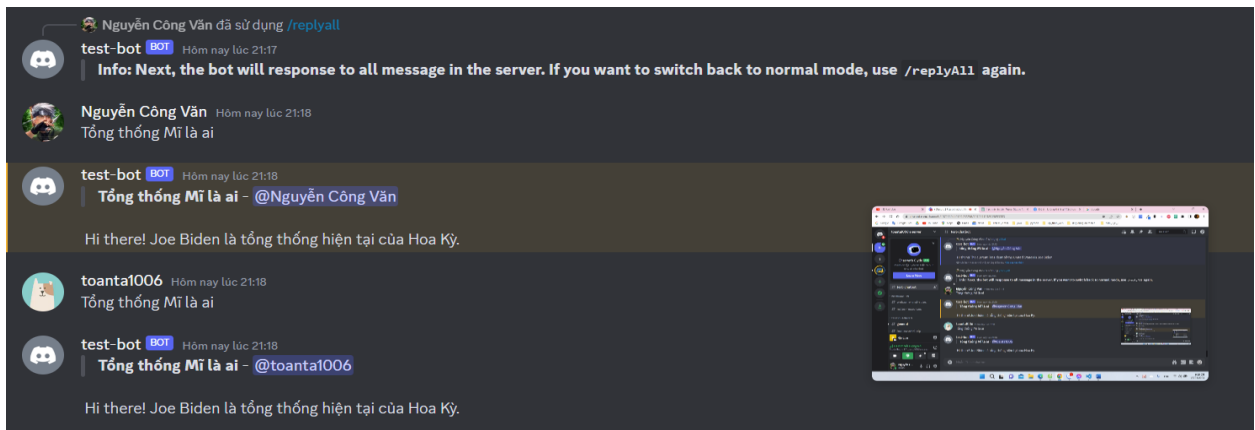 Nguyễn Công Văn đã sử dụng /replyall
test-bot BOT Hôm nay lúc 21:17
Info: Next, the bot will response to all message in the server. If you want to switch back to normal mode, use /replyAll again.
Nguyễn Công Văn Hôm nay lúc 21:18
Tổng thống Mĩ là ai
test-bot BOT Hôm nay lúc 21:18
Tổng thống Mĩ là ai - @Nguyễn Công Văn
Hi there! Joe Biden là tổng thống hiện tại của Hoa Kỳ.
toanta1006 Hôm nay lúc 21:18
Tổng thống Mĩ là ai
test-bot BOT Hôm nay lúc 21:18
Tổng thống Mĩ là ai - @toanta1006
Hi there! Joe Biden là tổng thống hiện tại của Hoa Kỳ.